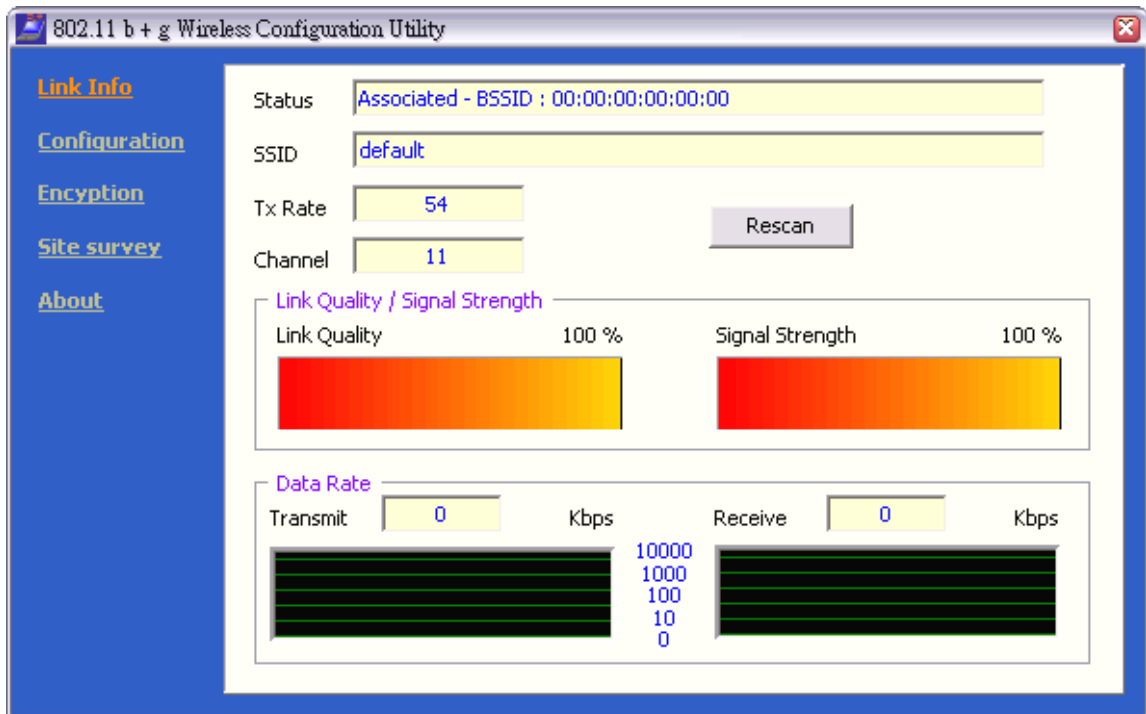 802.11 b + g Wireless Configuration Utility
Link Info
Configuration
Encyption
Site survey
About
Status Associated - BSSID : 00:00:00:00:00:00
SSID default
Tx Rate 54
Rescan
Channel 11
Link Quality / Signal Strength
Link Quality 100 % Signal Strength 100 %
Data Rate
Transmit 0 Kbps Receive 0 Kbps
10000
1000
100
10
0